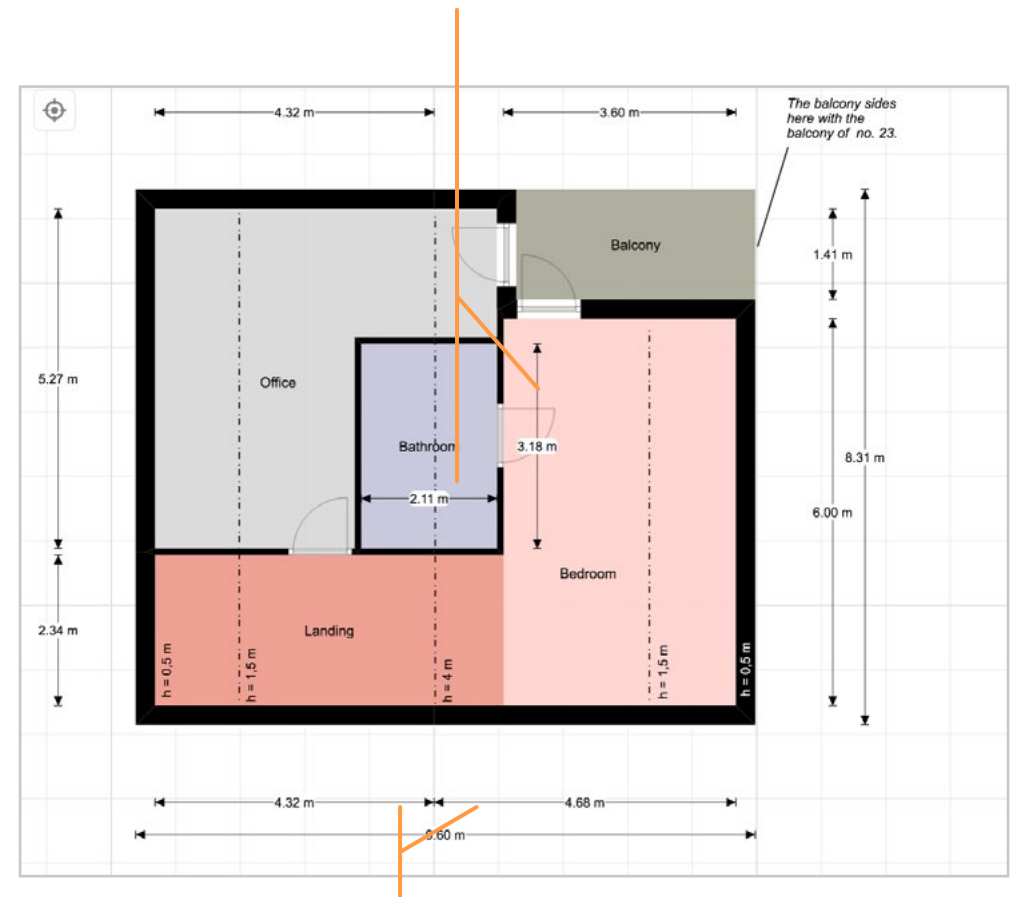 4.32 m
3.60 m
The balcony sides
here with the
balcony of no. 23.
Balcony
1.41 m
5.27 m
Office
Bathroom
3.18 m
8.31 m
2.11 m
6.00 m
Bedroom
2.34 m
Landing
h = 0,5 m
h = 1,5 m
h = 4 m
h = 1,5 m
h = 0,5 m
4.32 m
4.68 m